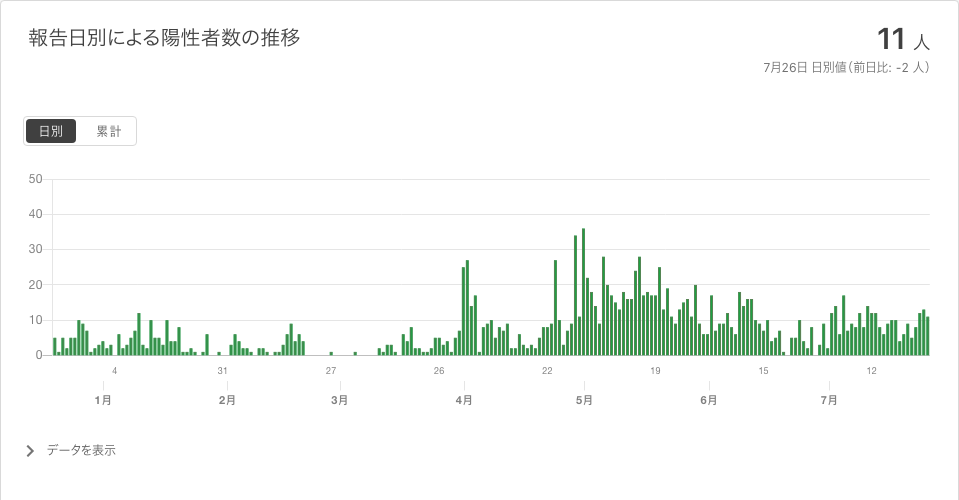 報告日別による陽性者数の推移
11 人
7月26日 日別値（前日比: -2 人）
日別 累計
50
40
30
20
10
0
4 31 27 26 22 19 15 12
1月 2月 3月 4月 5月 6月 7月
データを表示